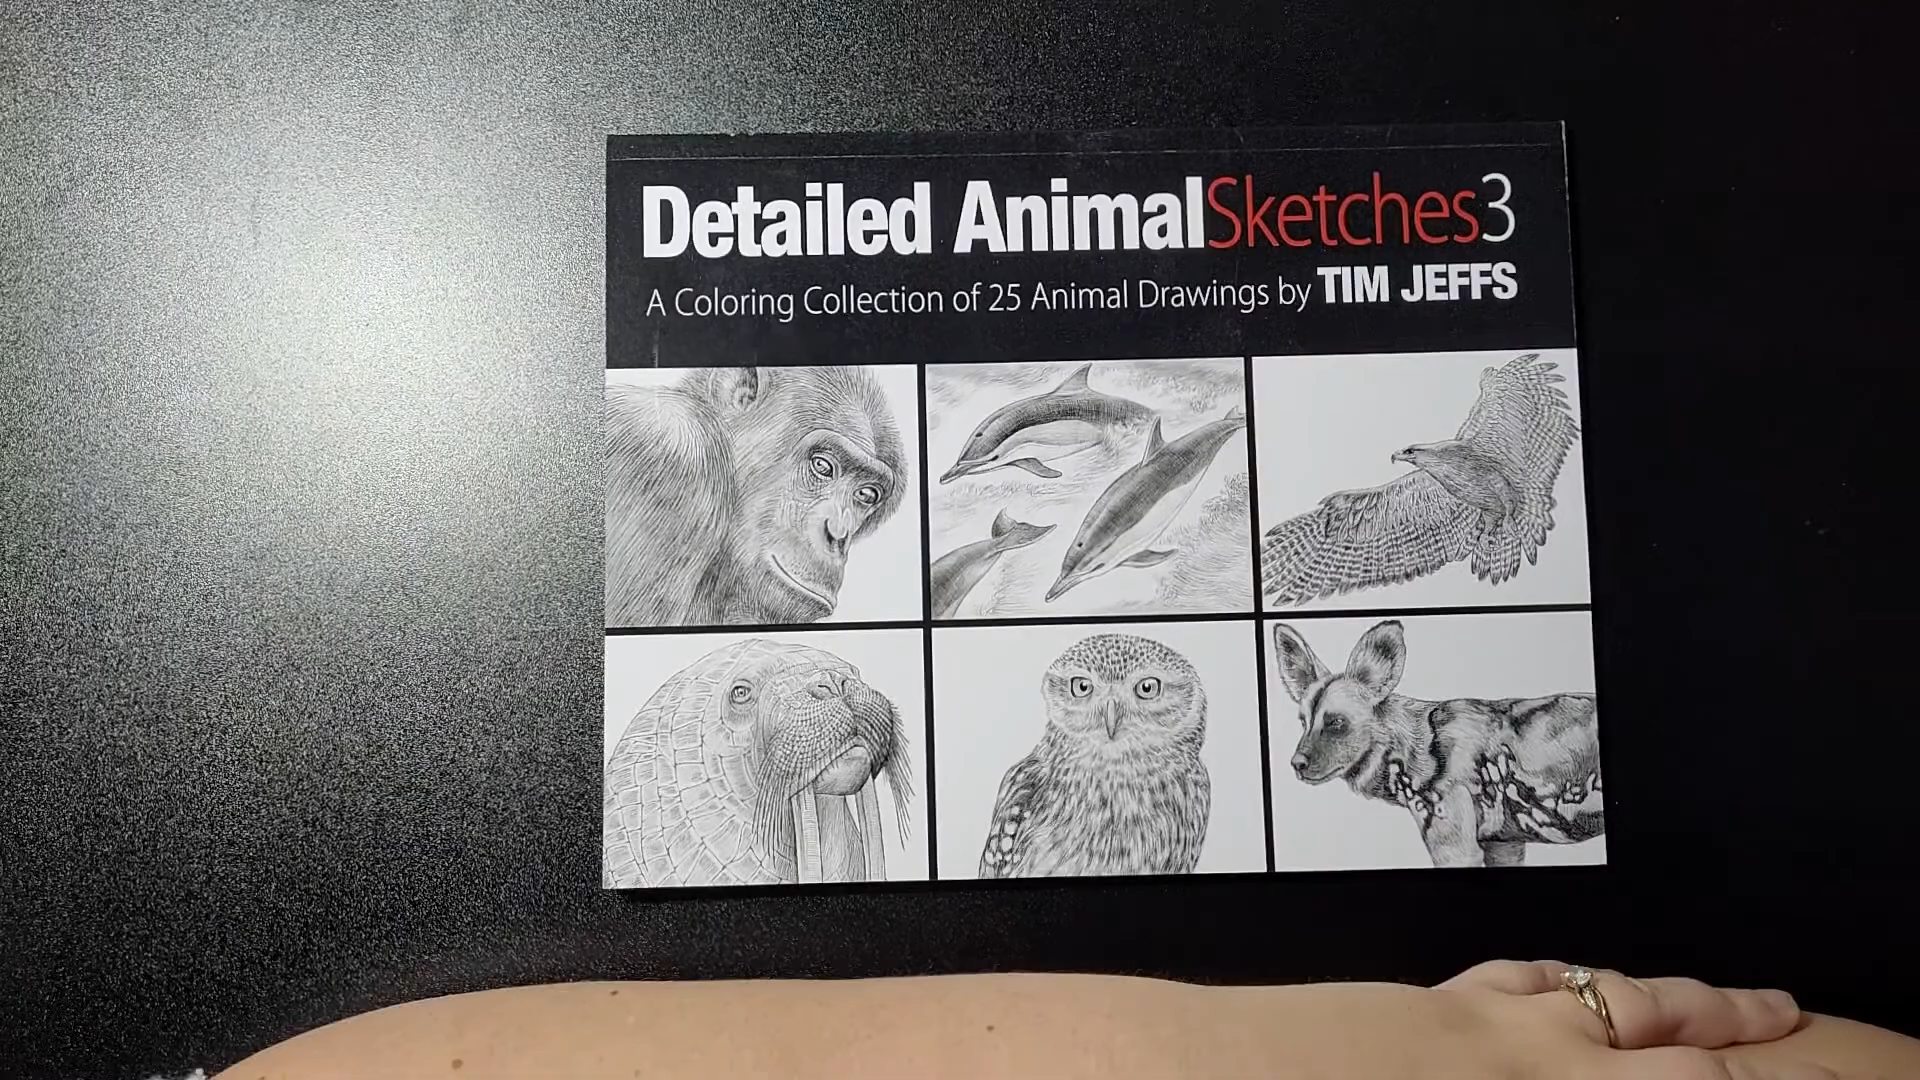 Detailed AnimalSketches3
A Coloring Collection of 25 Animal Drawings by TIM JEFFS